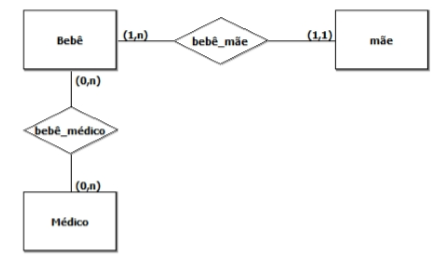 Bebê
(1,n)
bebê_mãe
(1,1)
mãe
(0,n)
bebê_médico
(0,n)
Médico